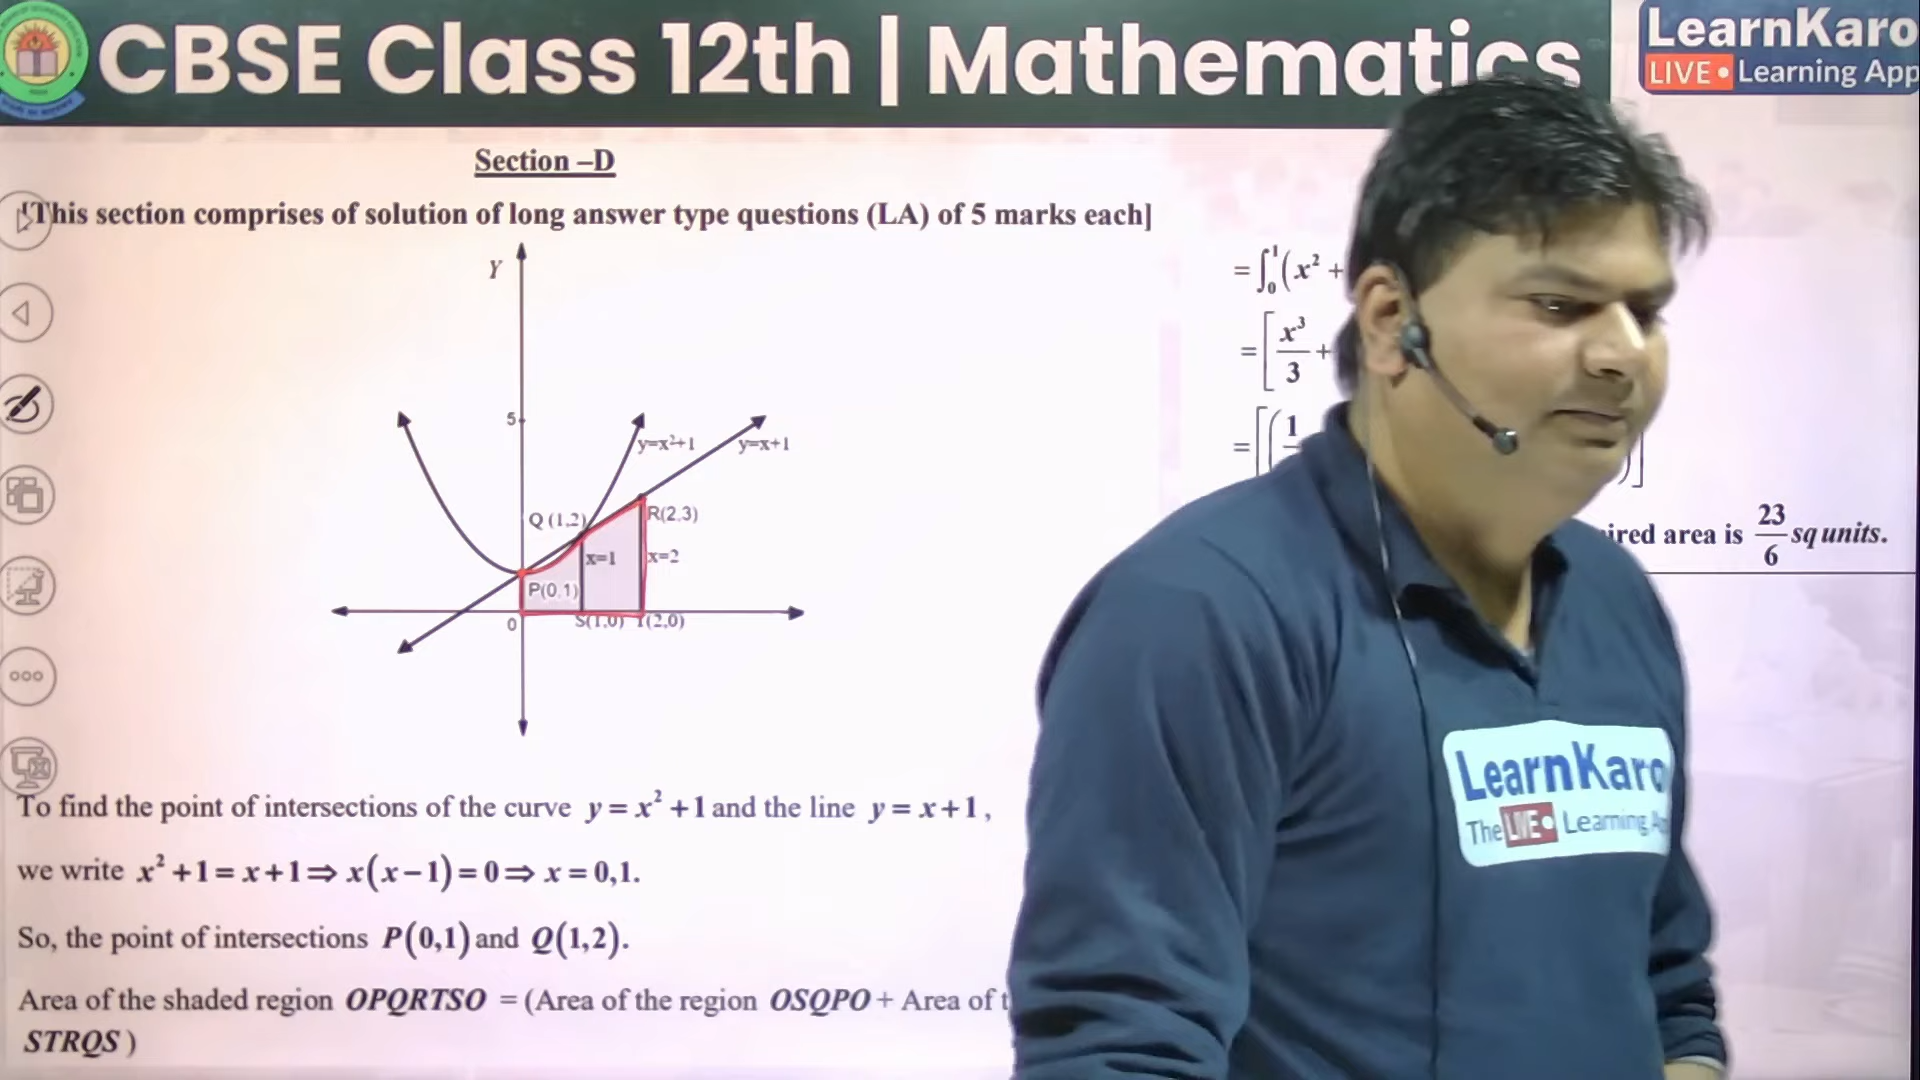 CBSE Class 12th | Mathematics
LearnKaro
LIVE • Learning App
Section –D
[This section comprises of solution of long answer type questions (LA) of 5 marks each]
Y
5
y=x²+1
y=x+1
Q (1,2)
R(2,3)
x=1
x=2
P(0,1)
0
S(1,0)
T(2,0)
To find the point of intersections of the curve y = x² + 1 and the line y = x + 1 ,
we write x² + 1 = x + 1 ⇒ x(x − 1) = 0 ⇒ x = 0,1.
So, the point of intersections P(0,1) and Q(1,2).
Area of the shaded region OPQRTSO = (Area of the region OSQPO + Area of
STRQS )
= ∫₀¹ (x² +
= [ x³/3 +
= [( 1
)]
area is 23/6 sq units.
LearnKaro
The LIVE • Learning